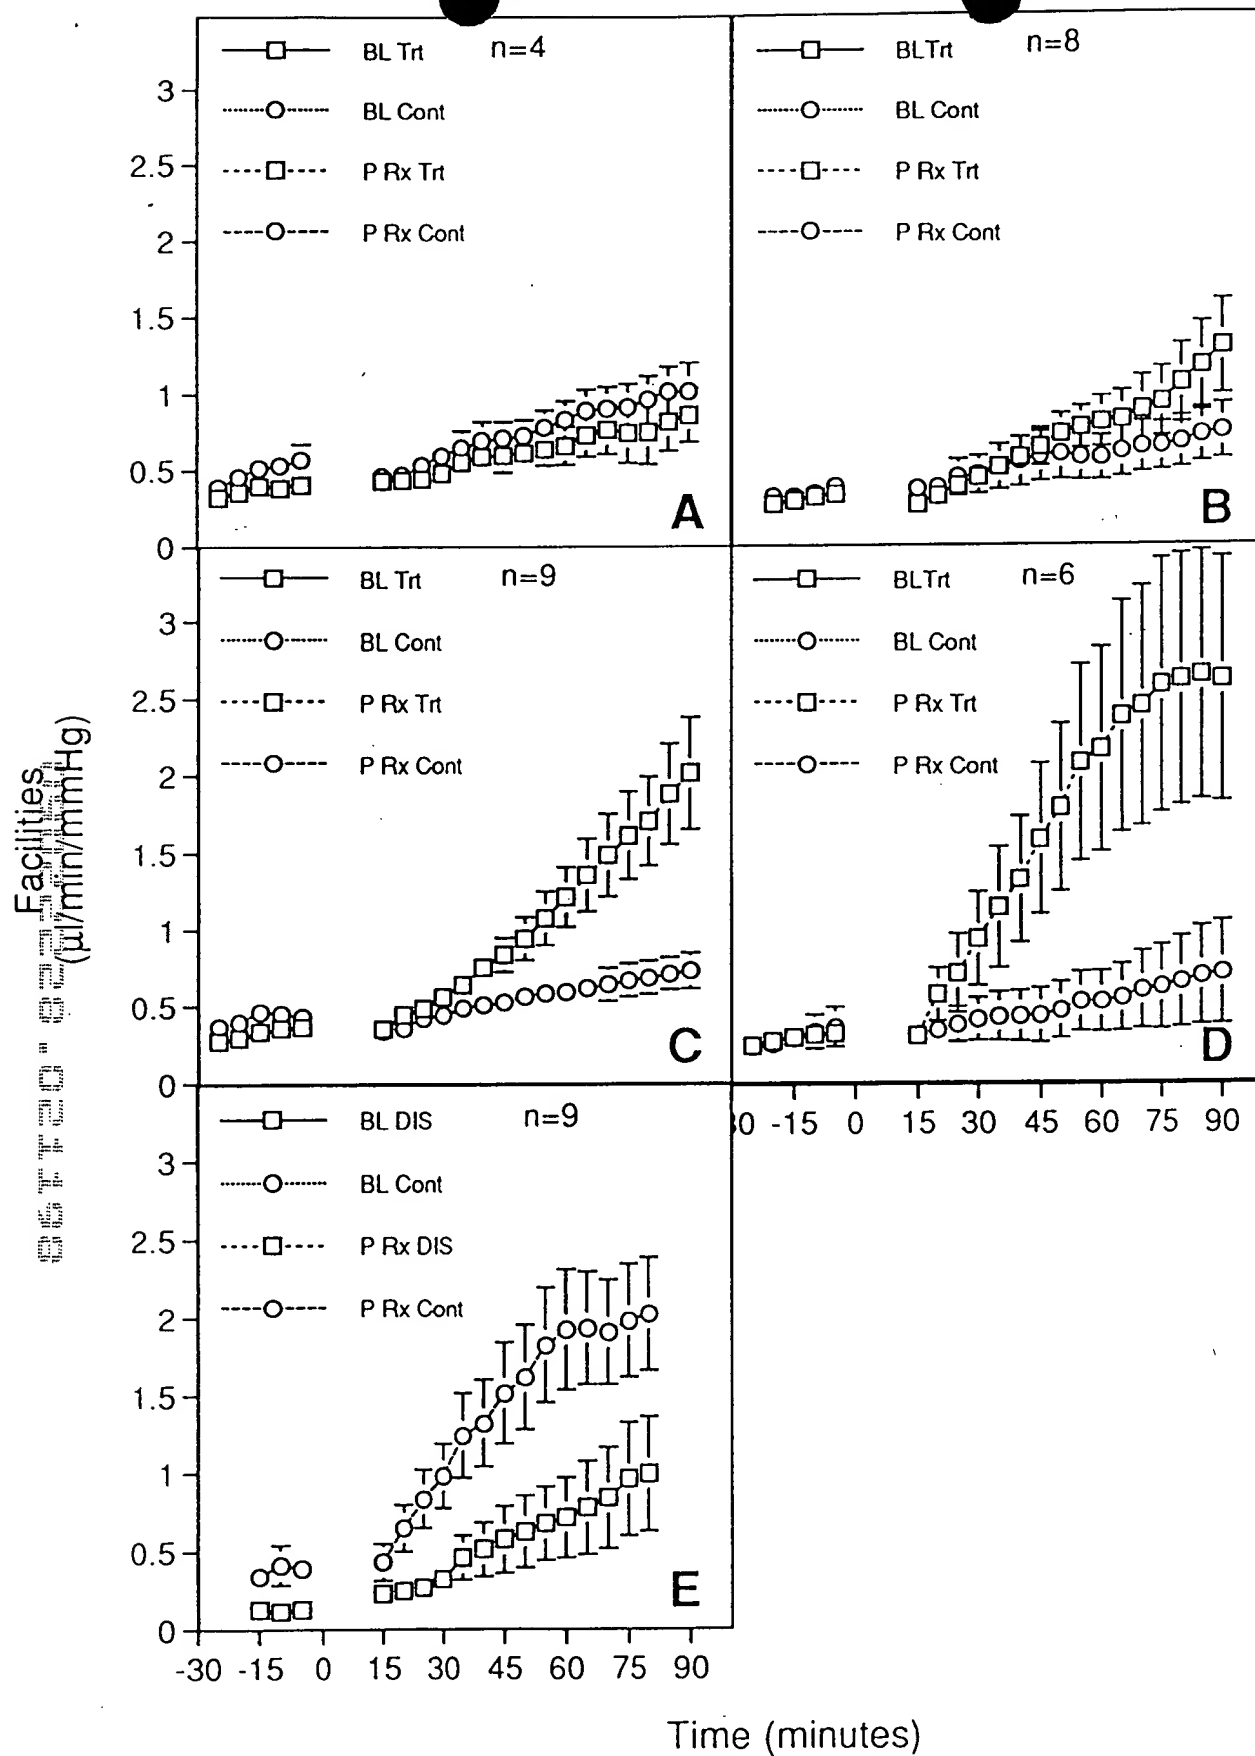 BL Trt n=4
BL Cont
P Rx Trt
P Rx Cont
3
2.5
2
1.5
1
0.5
0
A
BLTrt n=8
BL Cont
P Rx Trt
P Rx Cont
B
BL Trt n=9
BL Cont
P Rx Trt
P Rx Cont
3
2.5
2
1.5
1
0.5
0
C
BLTrt n=6
BL Cont
P Rx Trt
P Rx Cont
D
30 -15 0 15 30 45 60 75 90
BL DIS n=9
BL Cont
P Rx DIS
P Rx Cont
3
2.5
2
1.5
1
0.5
0
E
-30 -15 0 15 30 45 60 75 90
Facilities
(µl/min/mmHg)
Time (minutes)